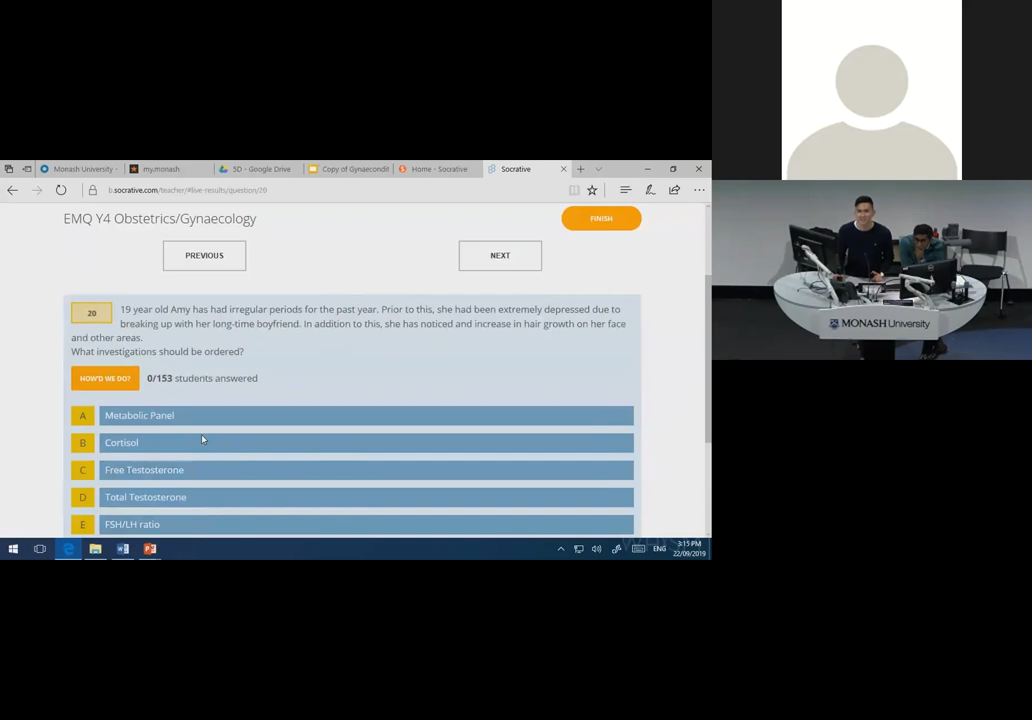 Monash University -
my.monash
5D - Google Drive
Copy of Gynaecondit
Home - Socrative
Socrative
b.socrative.com/teacher/#live-results/question/20
EMQ Y4 Obstetrics/Gynaecology
FINISH
PREVIOUS
NEXT
20
19 year old Amy has had irregular periods for the past year. Prior to this, she had been extremely depressed due to
breaking up with her long-time boyfriend. In addition to this, she has noticed and increase in hair growth on her face
and other areas.
What investigations should be ordered?
HOW'D WE DO?
0/153 students answered
A Metabolic Panel
B Cortisol
C Free Testosterone
D Total Testosterone
E FSH/LH ratio
ENG
3:15 PM
22/09/2019
MONASH University